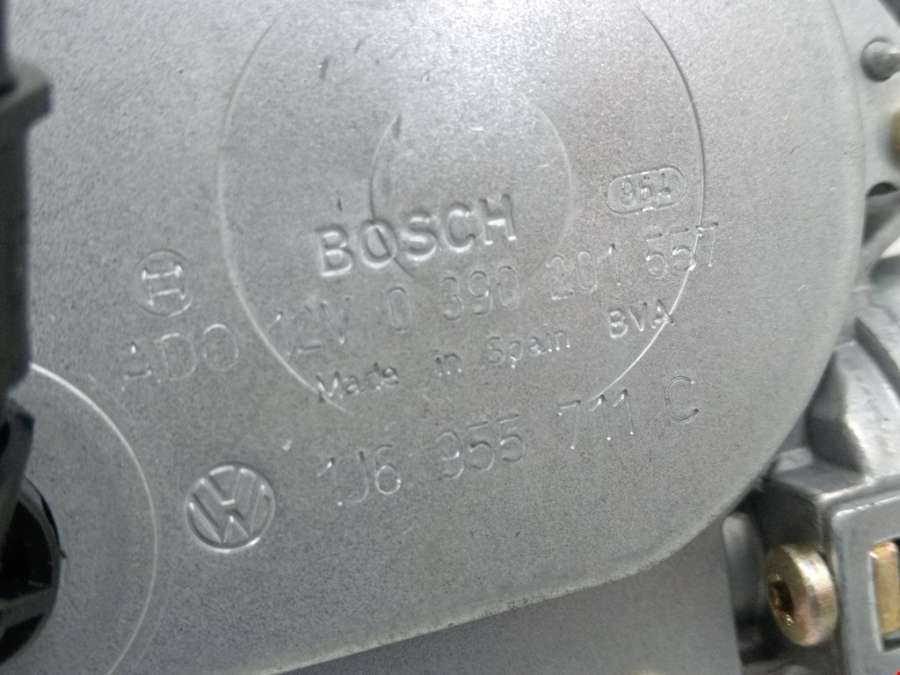 BOSCH
ADO 12V 0 390 201 557
Made in Spain BVA
1J6 955 711 C